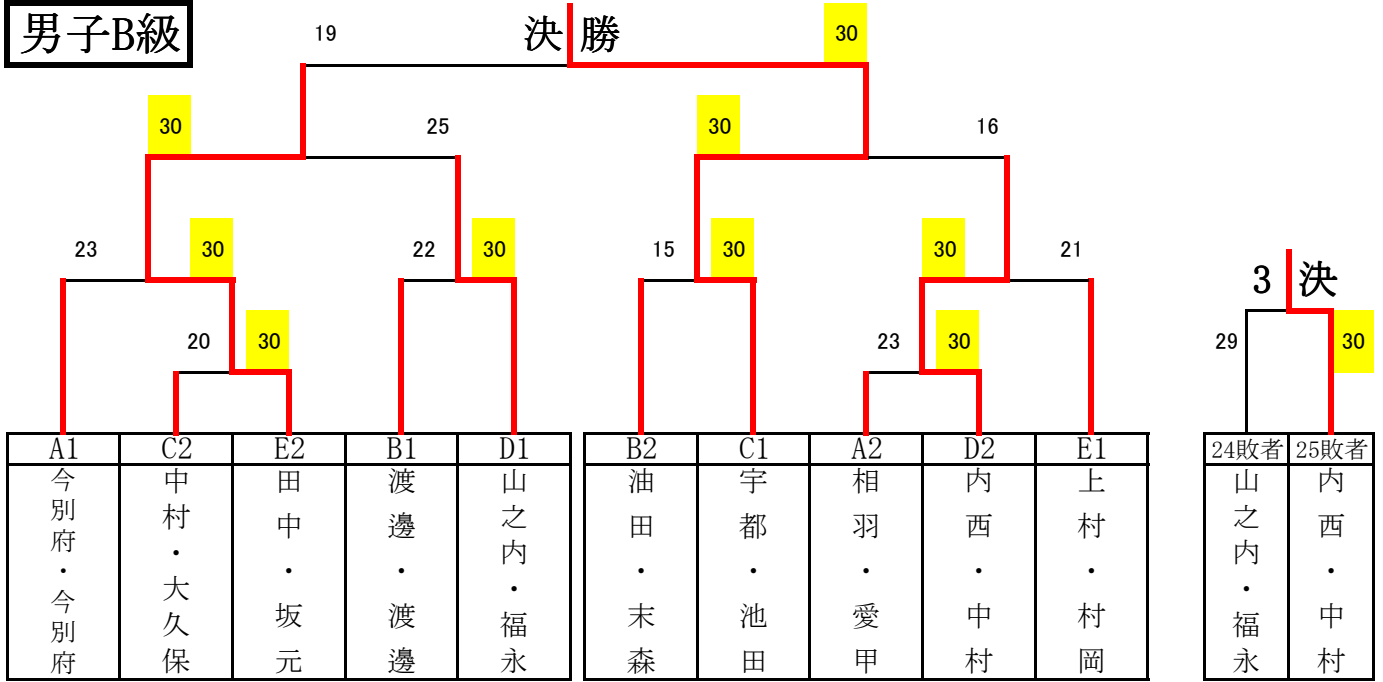 男子B級
19
決勝
30
30
25
30
16
23
30
22
30
15
30
30
21
3決
20
30
23
30
29
30
A1
C2
E2
B1
D1
B2
C1
A2
D2
E1
24敗者
25敗者
今別府・今別府
中村・大久保
田中・坂元
渡邊・渡邊
山之内・福永
油田・末森
宇都・池田
相羽・愛甲
内西・中村
上村・村岡
山之内・福永
内西・中村